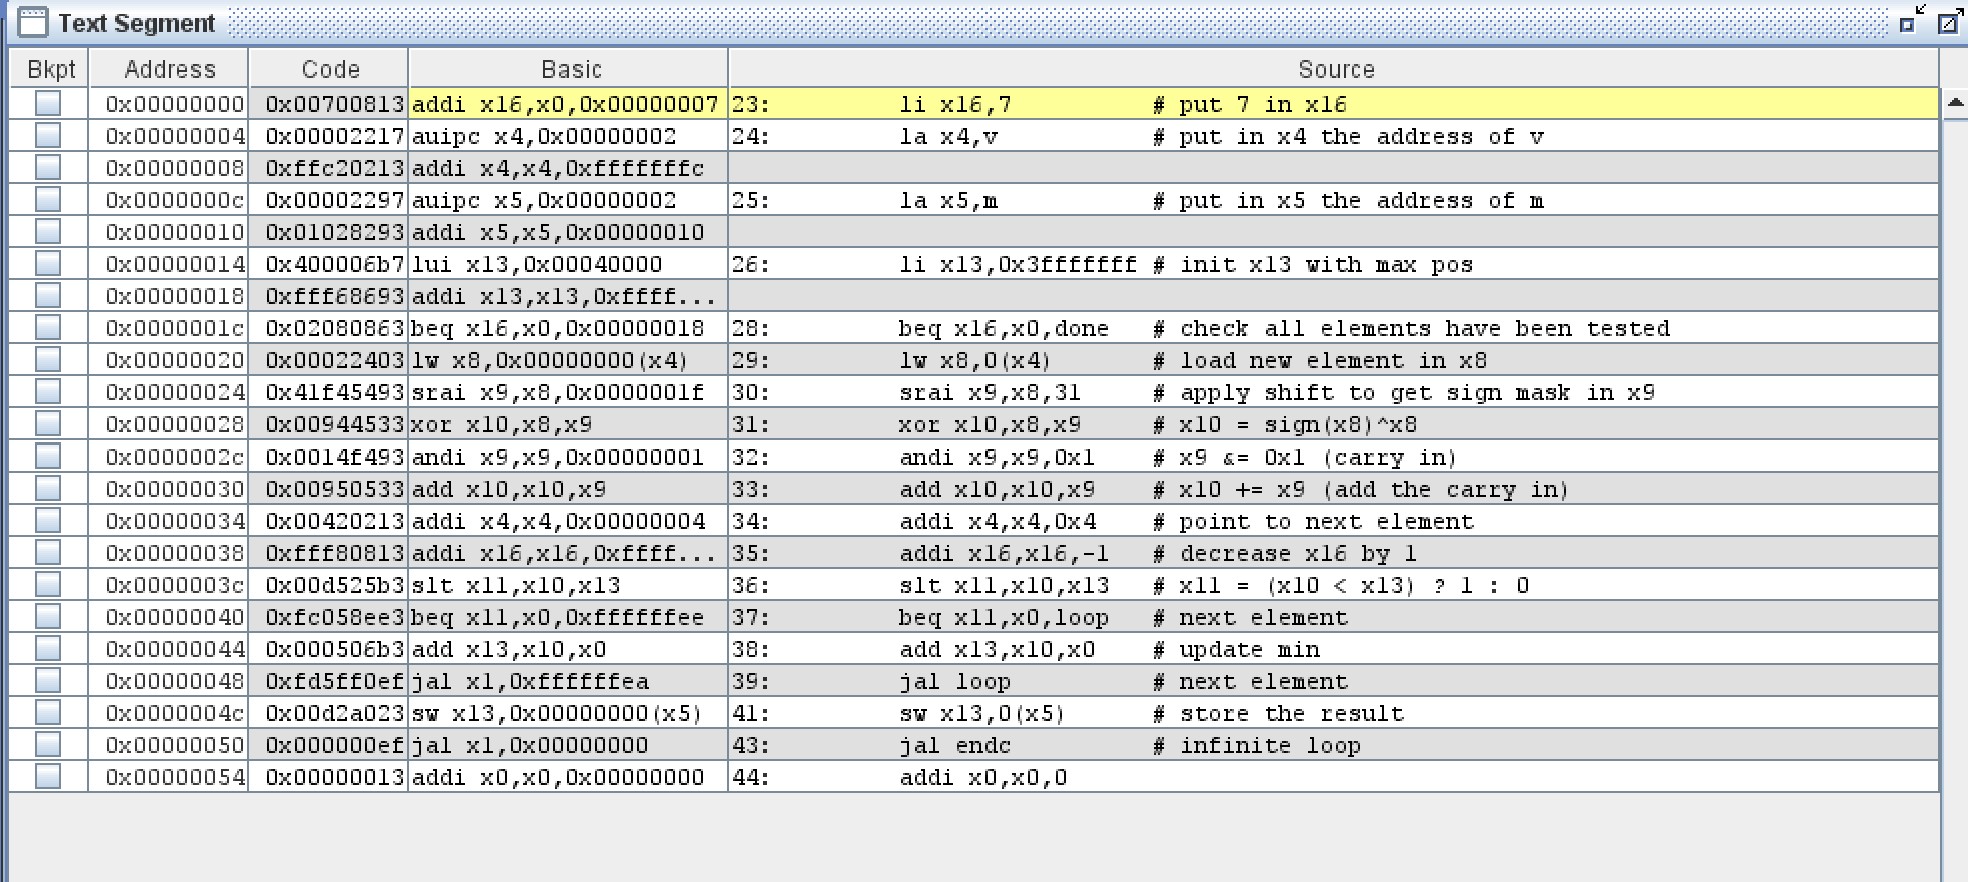 Text Segment
Bkpt Address Code Basic Source
0x00000000 0x00700813 addi x16,x0,0x00000007 23: li x16,7 # put 7 in x16
0x00000004 0x00002217 auipc x4,0x00000002 24: la x4,v # put in x4 the address of v
0x00000008 0xffc20213 addi x4,x4,0xfffffffc
0x0000000c 0x00002297 auipc x5,0x00000002 25: la x5,m # put in x5 the address of m
0x00000010 0x01028293 addi x5,x5,0x00000010
0x00000014 0x400006b7 lui x13,0x00040000 26: li x13,0x3fffffff # init x13 with max pos
0x00000018 0xfff68693 addi x13,x13,0xffff...
0x0000001c 0x02080863 beq x16,x0,0x00000018 28: beq x16,x0,done # check all elements have been tested
0x00000020 0x00022403 lw x8,0x00000000(x4) 29: lw x8,0(x4) # load new element in x8
0x00000024 0x41f45493 srai x9,x8,0x0000001f 30: srai x9,x8,31 # apply shift to get sign mask in x9
0x00000028 0x00944533 xor x10,x8,x9 31: xor x10,x8,x9 # x10 = sign(x8)^x8
0x0000002c 0x0014f493 andi x9,x9,0x00000001 32: andi x9,x9,0x1 # x9 &= 0x1 (carry in)
0x00000030 0x00950533 add x10,x10,x9 33: add x10,x10,x9 # x10 += x9 (add the carry in)
0x00000034 0x00420213 addi x4,x4,0x00000004 34: addi x4,x4,0x4 # point to next element
0x00000038 0xfff80813 addi x16,x16,0xffff... 35: addi x16,x16,-1 # decrease x16 by 1
0x0000003c 0x00d525b3 slt x11,x10,x13 36: slt x11,x10,x13 # x11 = (x10 < x13) ? 1 : 0
0x00000040 0xfc058ee3 beq x11,x0,0xffffffee 37: beq x11,x0,loop # next element
0x00000044 0x000506b3 add x13,x10,x0 38: add x13,x10,x0 # update min
0x00000048 0xfd5ff0ef jal x1,0xffffffea 39: jal loop # next element
0x0000004c 0x00d2a023 sw x13,0x00000000(x5) 41: sw x13,0(x5) # store the result
0x00000050 0x000000ef jal x1,0x00000000 43: jal endc # infinite loop
0x00000054 0x00000013 addi x0,x0,0x00000000 44: addi x0,x0,0